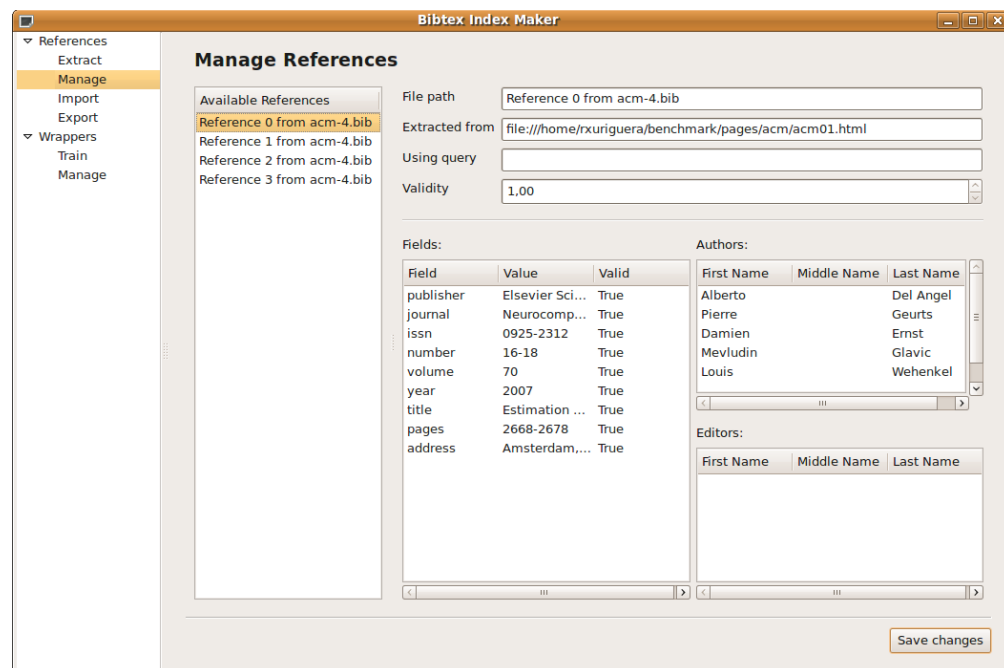 Bibtex Index Maker
References
Extract
Manage
Import
Export
Wrappers
Train
Manage
Manage References
Available References
Reference 0 from acm-4.bib
Reference 1 from acm-4.bib
Reference 2 from acm-4.bib
Reference 3 from acm-4.bib
File path Reference 0 from acm-4.bib
Extracted from file:///home/rxuriguera/benchmark/pages/acm/acm01.html
Using query
Validity 1,00
Fields:
Field Value Valid
publisher Elsevier Sci... True
journal Neurocomp... True
issn 0925-2312 True
number 16-18 True
volume 70 True
year 2007 True
title Estimation ... True
pages 2668-2678 True
address Amsterdam,... True
Authors:
First Name Middle Name Last Name
Alberto Del Angel
Pierre Geurts
Damien Ernst
Mevludin Glavic
Louis Wehenkel
Editors:
First Name Middle Name Last Name
Save changes